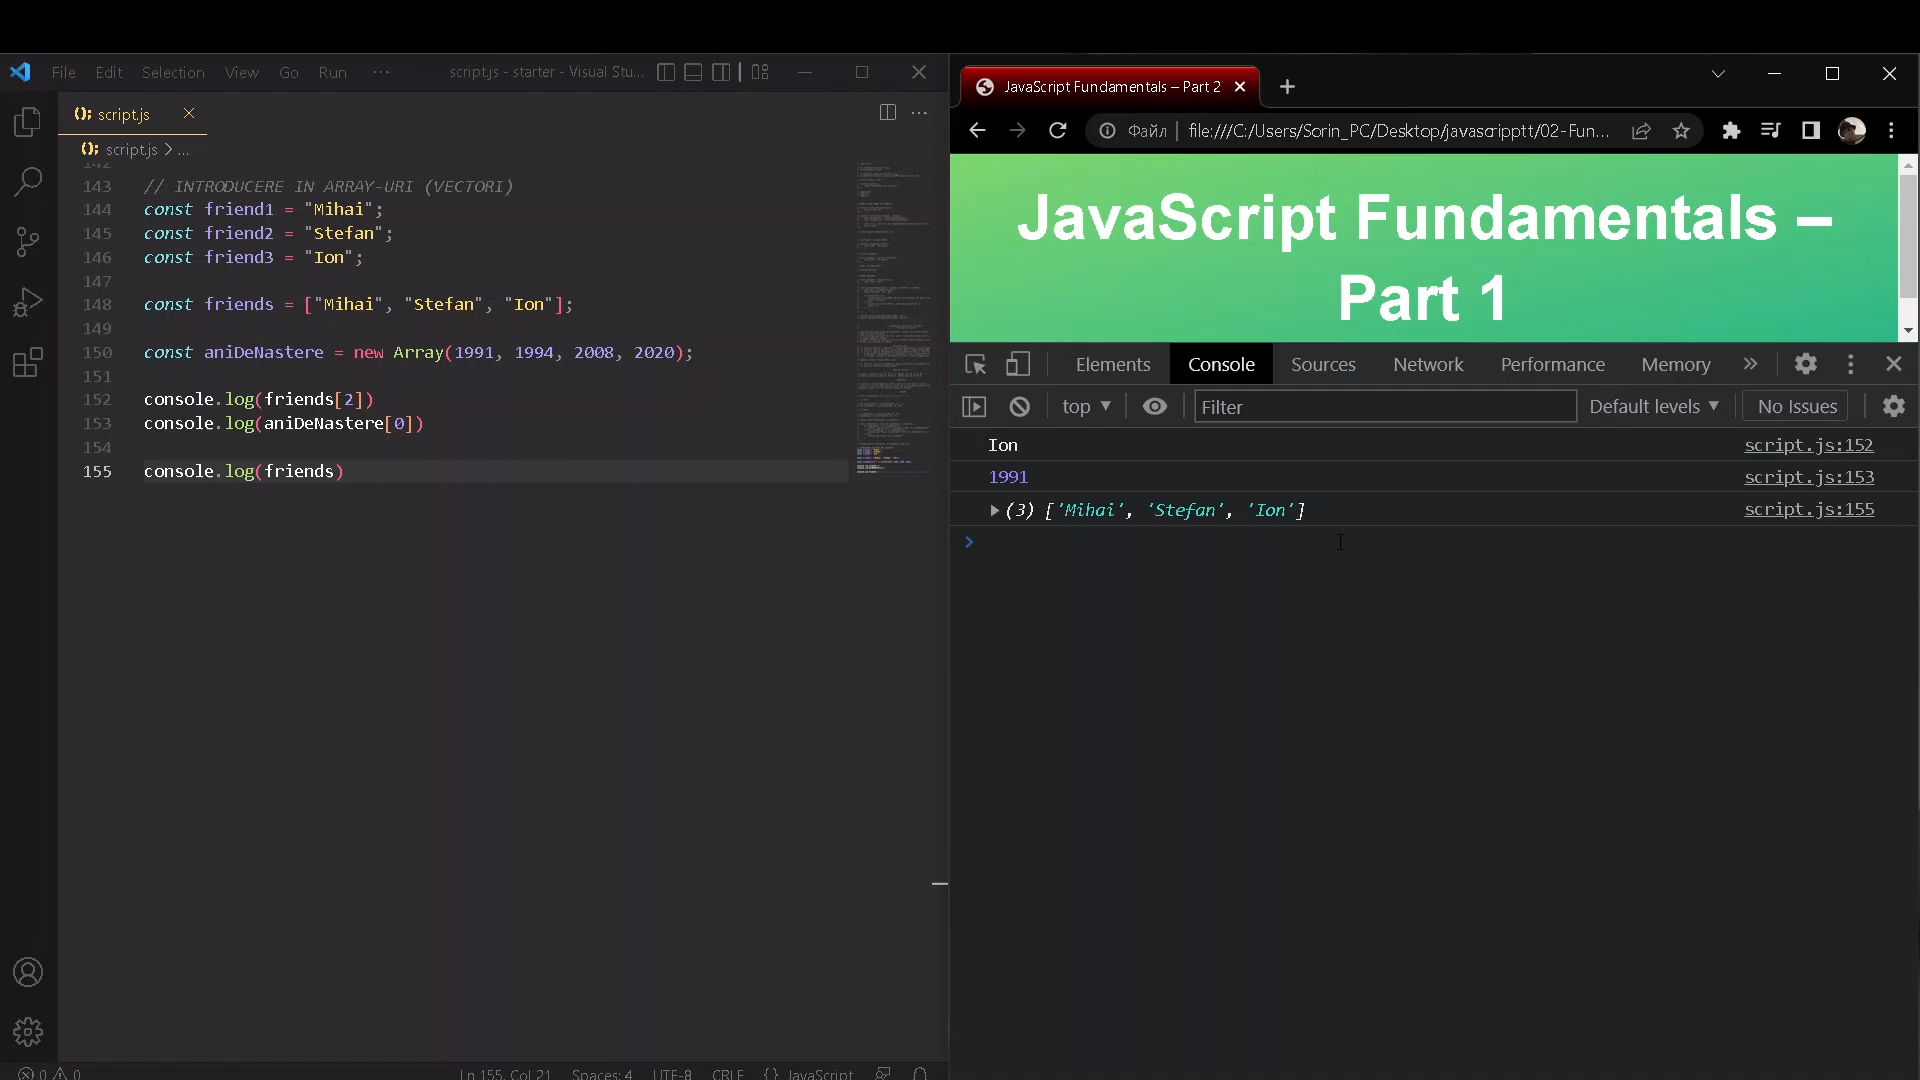 File Edit Selection View Go Run ··· script.js - starter - Visual Stu...
script.js
script.js > ...
142
143 // INTRODUCERE IN ARRAY-URI (VECTORI)
144 const friend1 = "Mihai";
145 const friend2 = "Stefan";
146 const friend3 = "Ion";
147
148 const friends = ["Mihai", "Stefan", "Ion"];
149
150 const aniDeNastere = new Array(1991, 1994, 2008, 2020);
151
152 console.log(friends[2])
153 console.log(aniDeNastere[0])
154
155 console.log(friends)
0 0 Ln 155, Col 21 Spaces: 4 UTF-8 CRLF {} JavaScript
JavaScript Fundamentals – Part 2
Файл file:///C:/Users/Sorin_PC/Desktop/javascriptt/02-Fun...
JavaScript Fundamentals –
Part 1
Elements Console Sources Network Performance Memory
top Filter Default levels No Issues
Ion script.js:152
1991 script.js:153
(3) ['Mihai', 'Stefan', 'Ion'] script.js:155